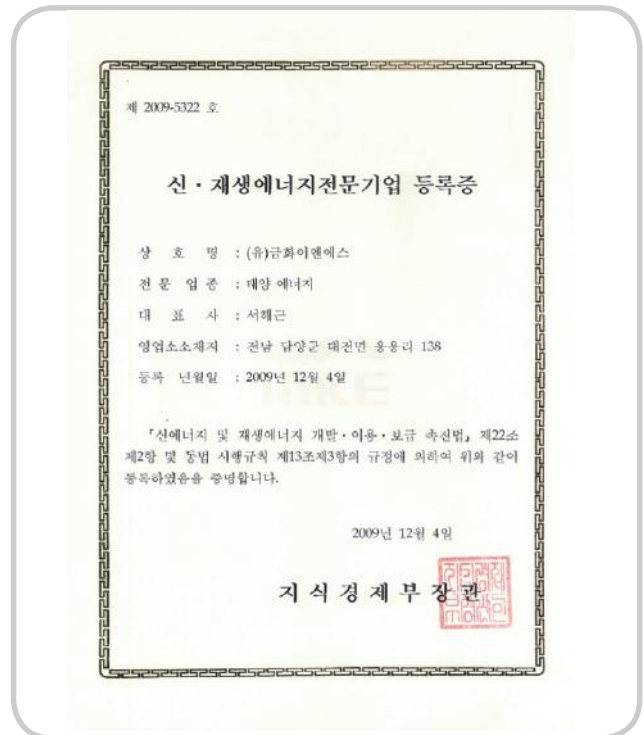 제 2009-5322 호
신·재생에너지전문기업 등록증
상 호 명 : (유)금화이엔에스
전 문 업 종 : 태양 에너지
대 표 자 : 서해근
영업소소재지 : 전남 담양군 대전면 응용리 138
등록 년월일 : 2009년 12월 4일
「신에너지 및 재생에너지 개발·이용·보급 촉진법」 제22조
제2항 및 동법 시행규칙 제13조제3항의 규정에 의하여 위와 같이
등록하였음을 증명합니다.
2009년 12월 4일
지 식 경 제 부 장 관